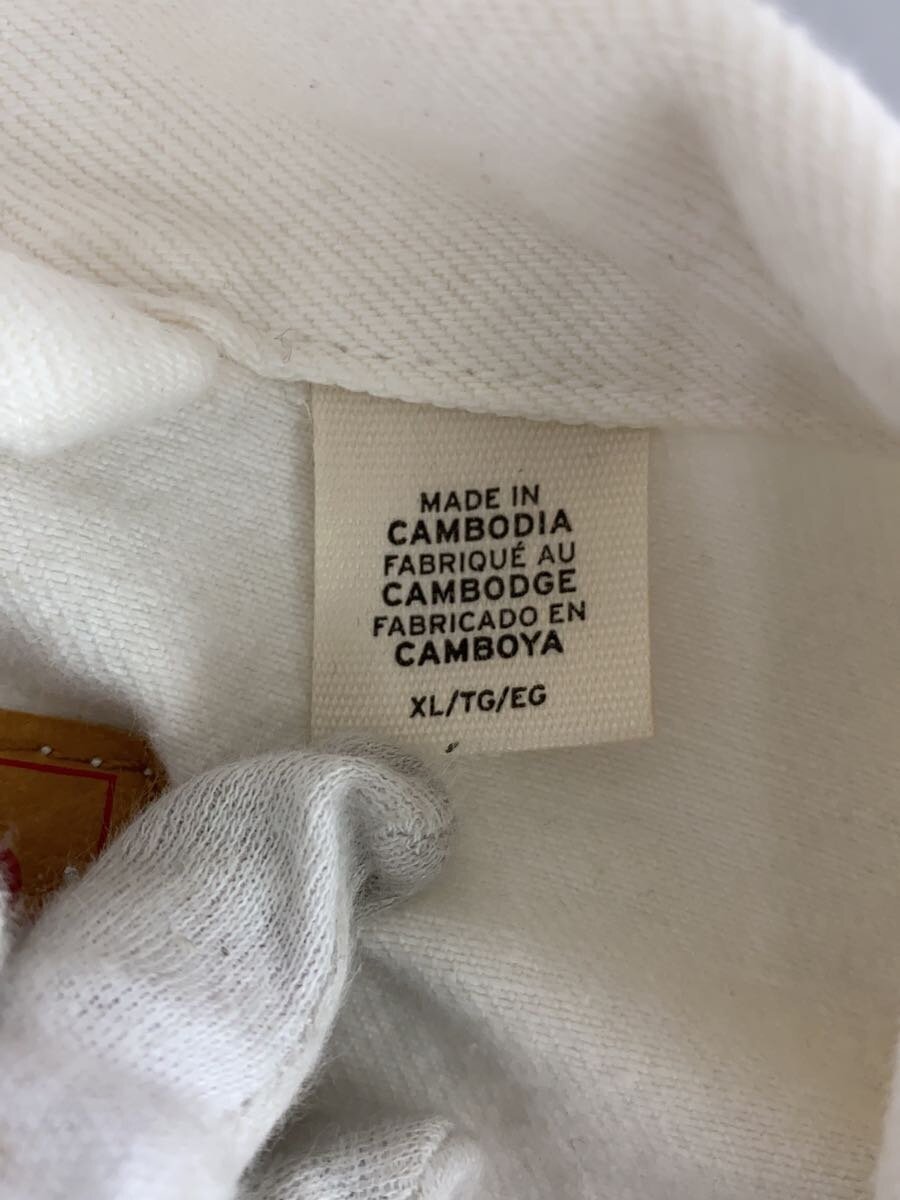 MADE IN
CAMBODIA
FABRIQUÉ AU
CAMBODGE
FABRICADO EN
CAMBOYA
XL/TG/EG